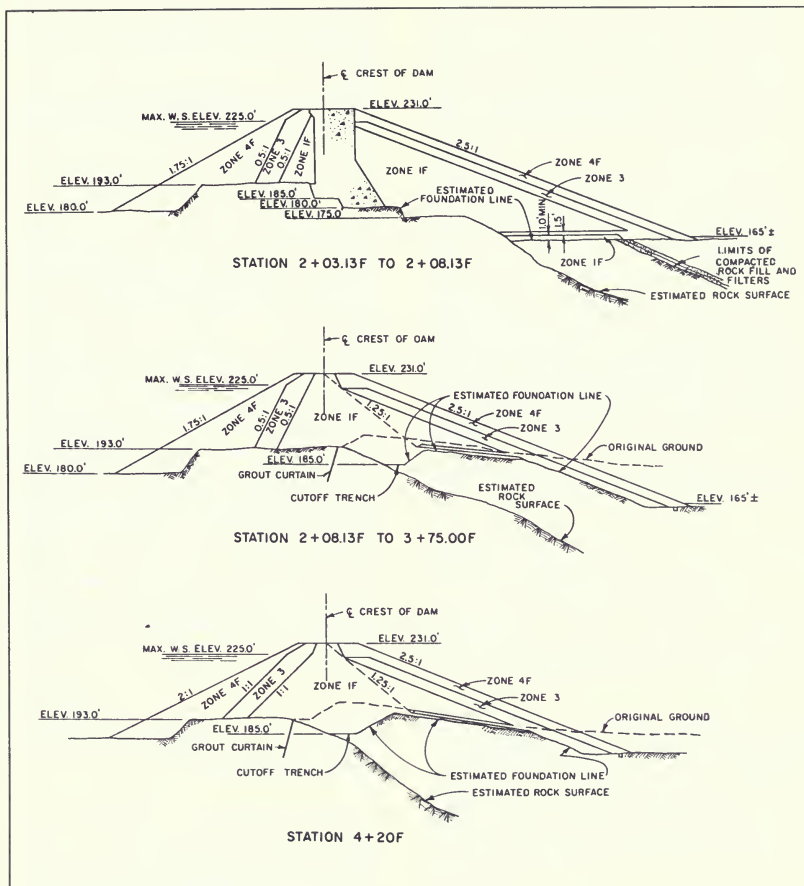 ℄ CREST OF DAM
MAX. W. S. ELEV. 225.0'
ELEV. 231.0'
1.75:1
ZONE 4F
0.5:1
ZONE 3
0.5:1
ZONE 1F
2.5:1
ZONE 4F
ZONE 3
ZONE 1F
ELEV. 193.0'
ELEV. 185.0'
ELEV. 180.0'
ELEV. 180.0'
ELEV. 175.0'
ESTIMATED
FOUNDATION LINE
1.0' MIN.
1.5'
ELEV. 165'±
ZONE 1F
LIMITS OF
COMPACTED
ROCK FILL AND
FILTERS
ESTIMATED ROCK SURFACE
STATION 2+03.13F TO 2+08.13F
℄ CREST OF OAM
MAX. W. S. ELEV. 225.0'
ELEV. 231.0'
1.75:1
ZONE 4F
0.5:1
ZONE 3
0.5:1
ZONE 1F
1.25:1
ESTIMATED FOUNDATION LINE
2.5:1
ZONE 4F
ZONE 3
ORIGINAL GROUND
ELEV. 193.0'
ELEV. 180.0'
ELEV. 185.0'
GROUT CURTAIN
CUTOFF TRENCH
ESTIMATED
ROCK
SURFACE
ELEV. 165'±
STATION 2+08.13F TO 3+75.00F
℄ CREST OF DAM
MAX. W. S. ELEV. 225.0'
ELEV. 231.0'
2:1
ZONE 4F
1:1
ZONE 3
1:1
ZONE 1F
1.25:1
2.5:1
ZONE 4F
ZONE 3
ORIGINAL GROUND
ELEV. 193.0'
ELEV. 185.0'
GROUT CURTAIN
CUTOFF TRENCH
ESTIMATED FOUNDATION LINE
ESTIMATED ROCK SURFACE
STATION 4+20F